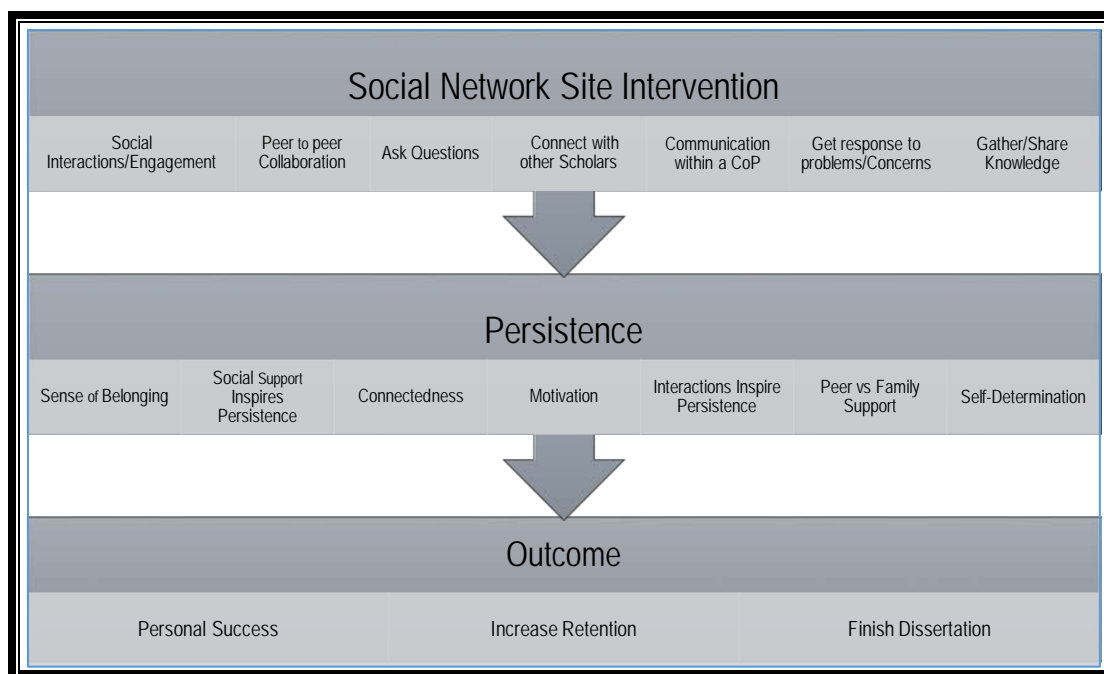 Social Network Site Intervention
Social
Interactions/Engagement
Peer to peer
Collaboration
Ask Questions
Connect with
other Scholars
Communication
within a CoP
Get response to
problems/Concerns
Gather/Share
Knowledge
Persistence
Sense of Belonging
Social Support
Inspires
Persistence
Connectedness
Motivation
Interactions Inspire
Persistence
Peer vs Family
Support
Self-Determination
Outcome
Personal Success
Increase Retention
Finish Dissertation